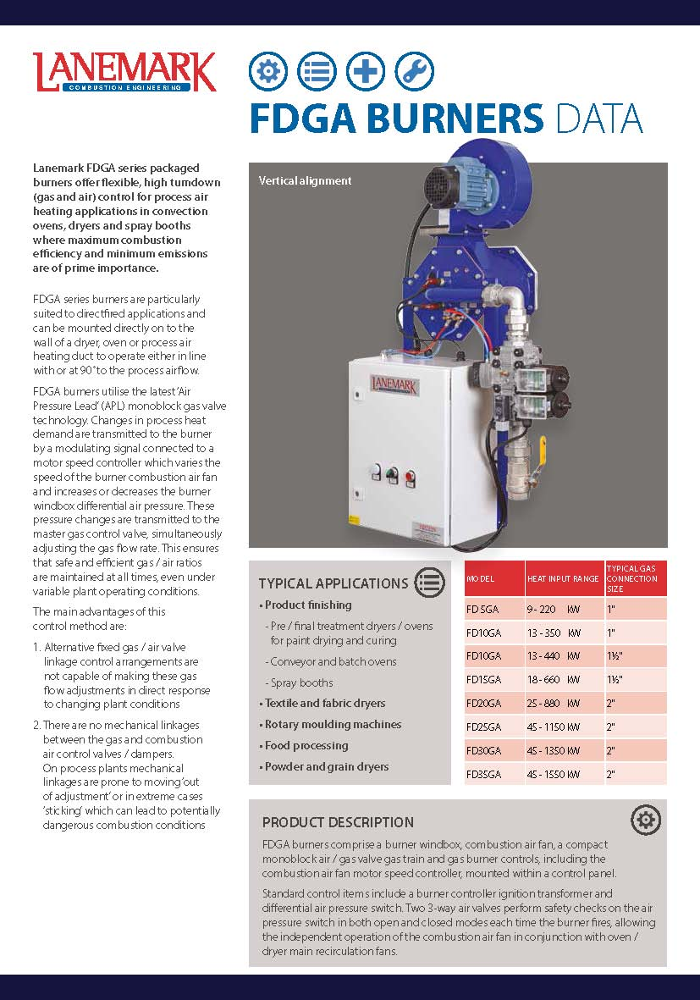 LANEMARK
COMBUSTION ENGINEERING
FDGA BURNERS DATA
Lanemark FDGA series packaged
burners offer flexible, high turndown
(gas and air) control for process air
heating applications in convection
ovens, dryers and spray booths
where maximum combustion
efficiency and minimum emissions
are of prime importance.
FDGA series burners are particularly
suited to directfired applications and
can be mounted directly on to the
wall of a dryer, oven or process air
heating duct to operate either in line
with or at 90° to the process airflow.
FDGA burners utilise the latest 'Air
Pressure Lead' (APL) monoblock gas valve
technology. Changes in process heat
demand are transmitted to the burner
by a modulating signal connected to a
motor speed controller which varies the
speed of the burner combustion air fan
and increases or decreases the burner
windbox differential air pressure. These
pressure changes are transmitted to the
master gas control valve, simultaneously
adjusting the gas flow rate. This ensures
that safe and efficient gas / air ratios
are maintained at all times, even under
variable plant operating conditions.
The main advantages of this
control method are:
1. Alternative fixed gas / air valve
linkage control arrangements are
not capable of making these gas
flow adjustments in direct response
to changing plant conditions
2. There are no mechanical linkages
between the gas and combustion
air control valves / dampers.
On process plants mechanical
linkages are prone to moving 'out
of adjustment' or in extreme cases
'sticking' which can lead to potentially
dangerous combustion conditions
Vertical alignment
LANEMARK
TYPICAL APPLICATIONS
• Product finishing
- Pre / final treatment dryers / ovens
for paint drying and curing
- Conveyor and batch ovens
- Spray booths
• Textile and fabric dryers
• Rotary moulding machines
• Food processing
• Powder and grain dryers
MODEL HEAT INPUT RANGE TYPICAL GAS CONNECTION SIZE
FD5GA 9 - 220 kW 1"
FD10GA 13 - 350 kW 1"
FD10GA 13 - 440 kW 1½"
FD15GA 18 - 660 kW 1½"
FD20GA 25 - 880 kW 2"
FD25GA 45 - 1150 kW 2"
FD30GA 45 - 1350 kW 2"
FD35GA 45 - 1550 kW 2"
PRODUCT DESCRIPTION
FDGA burners comprise a burner windbox, combustion air fan, a compact
monoblock air / gas valve gas train and gas burner controls, including the
combustion air fan motor speed controller, mounted within a control panel.
Standard control items include a burner controller ignition transformer and
differential air pressure switch. Two 3-way air valves perform safety checks on the air
pressure switch in both open and closed modes each time the burner fires, allowing
the independent operation of the combustion air fan in conjunction with oven /
dryer main recirculation fans.